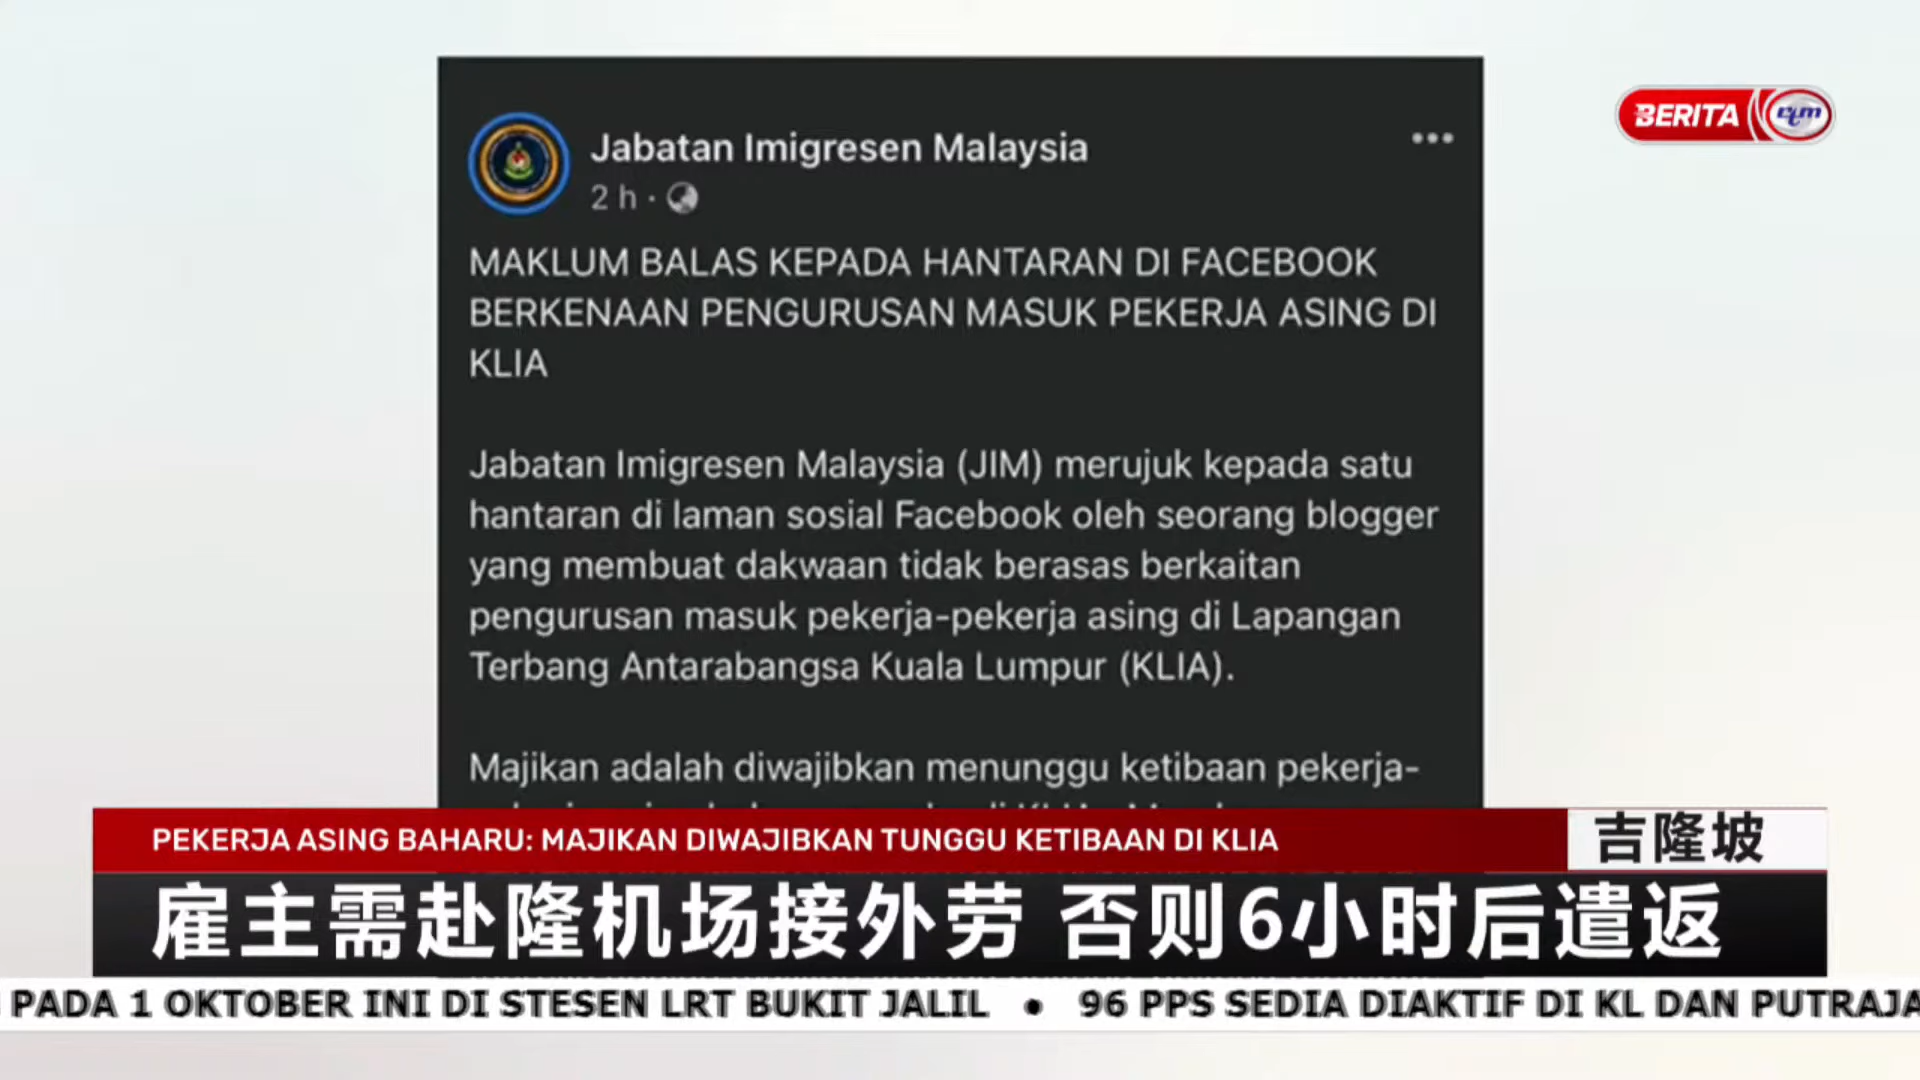 BERITA rtm
Jabatan Imigresen Malaysia
2 h ·
MAKLUM BALAS KEPADA HANTARAN DI FACEBOOK
BERKENAAN PENGURUSAN MASUK PEKERJA ASING DI
KLIA
Jabatan Imigresen Malaysia (JIM) merujuk kepada satu
hantaran di laman sosial Facebook oleh seorang blogger
yang membuat dakwaan tidak berasas berkaitan
pengurusan masuk pekerja-pekerja asing di Lapangan
Terbang Antarabangsa Kuala Lumpur (KLIA).
Majikan adalah diwajibkan menunggu ketibaan pekerja-
PEKERJA ASING BAHARU: MAJIKAN DIWAJIBKAN TUNGGU KETIBAAN DI KLIA
吉隆坡
雇主需赴隆机场接外劳 否则6小时后遣返
PADA 1 OKTOBER INI DI STESEN LRT BUKIT JALIL • 96 PPS SEDIA DIAKTIF DI KL DAN PUTRAJA